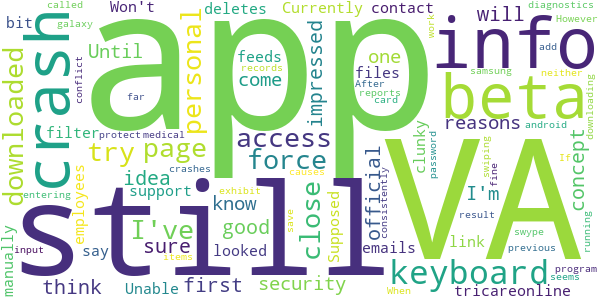 bit
Won't
deletes
Currently
contact
work
called
galaxy
diagnostics
However
add
Until
crash
app
info
will
downloaded
conflict
personal
feeds
records
come
After
reports
card
impressed
one
files
samsung
neither
beta
reasons
android
downloading
far
filter
protect
medical
try
page
access
force
official
consistently
clunky
password
swiping
If
fine
concept
crashes
idea
support
exhibit
causes
items
know
close
Supposed
VA
I'm
swype
running
entering
still
employees
I've
good
save
emails
link
result
previous
manually
input
say
sure
looked
think
Unable
first
security
When
keyboard
seems
program
tricareonline